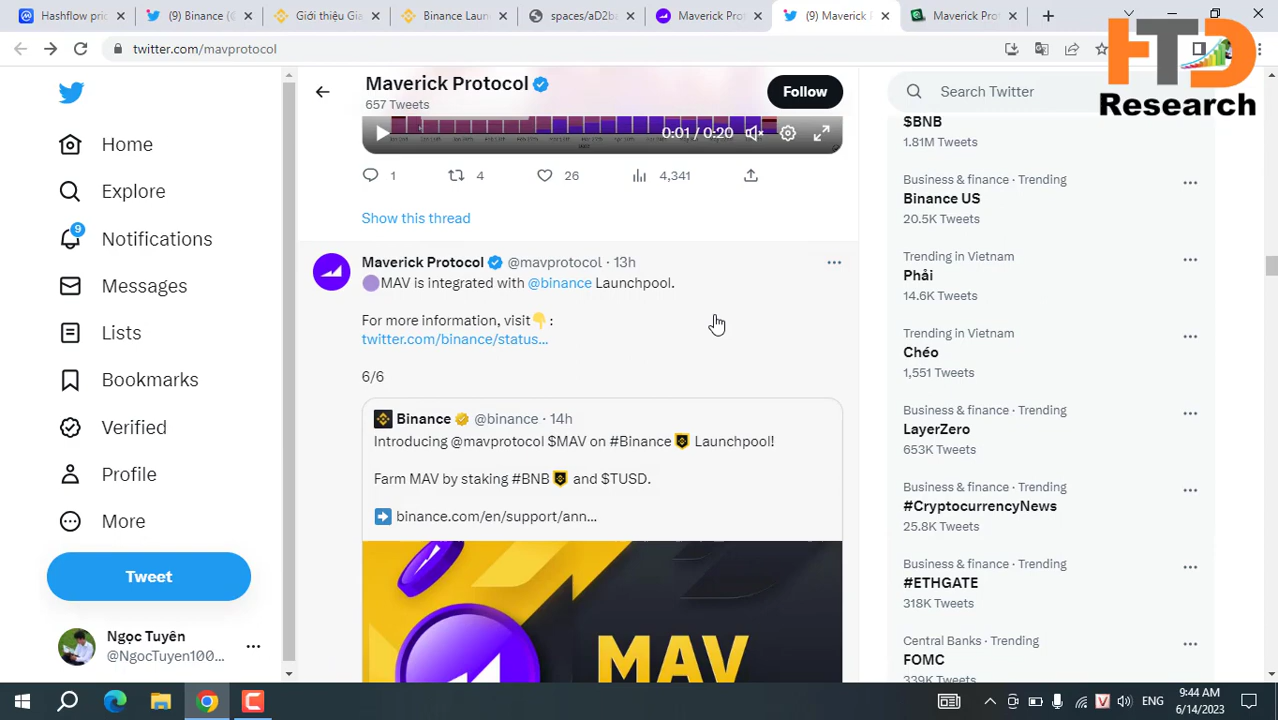 Hashflow pric
(9) Binance (@
Giới thiệu Gia
Binance Laun
spaces/aD2ba
Maverick Prot
(9) Maverick
Maverick Prot
twitter.com/mavprotocol
HTD
Research
Home
Explore
9
Notifications
Messages
Lists
Bookmarks
Verified
Profile
More
Tweet
Ngọc Tuyên
@NgocTuyen100...
Maverick Protocol
657 Tweets
Follow
0:01 / 0:20
1
4
26
4,341
Show this thread
Maverick Protocol @mavprotocol · 13h
MAV is integrated with @binance Launchpool.
For more information, visit👇:
twitter.com/binance/status...
6/6
Binance @binance · 14h
Introducing @mavprotocol $MAV on #Binance Launchpool!
Farm MAV by staking #BNB and $TUSD.
➡ binance.com/en/support/ann...
MAV
Search Twitter
$BNB
1.81M Tweets
Business & finance · Trending
Binance US
20.5K Tweets
Trending in Vietnam
Phải
14.6K Tweets
Trending in Vietnam
Chéo
1,551 Tweets
Business & finance · Trending
LayerZero
653K Tweets
Business & finance · Trending
#CryptocurrencyNews
25.8K Tweets
Business & finance · Trending
#ETHGATE
318K Tweets
Central Banks · Trending
FOMC
339K Tweets
ENG
9:44 AM
6/14/2023